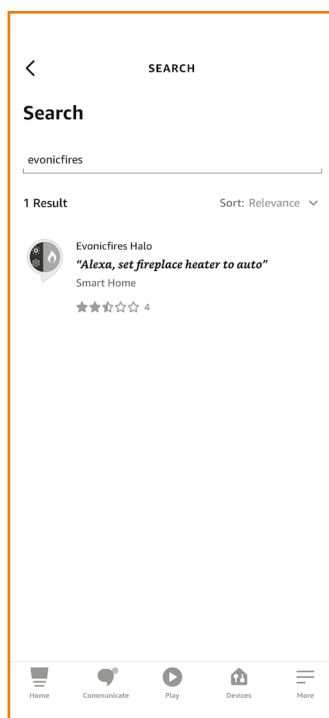 SEARCH
Search
evonicfires
1 Result
Sort: Relevance
Evonicfires Halo
“Alexa, set fireplace heater to auto”
Smart Home
4
Home
Communicate
Play
Devices
More